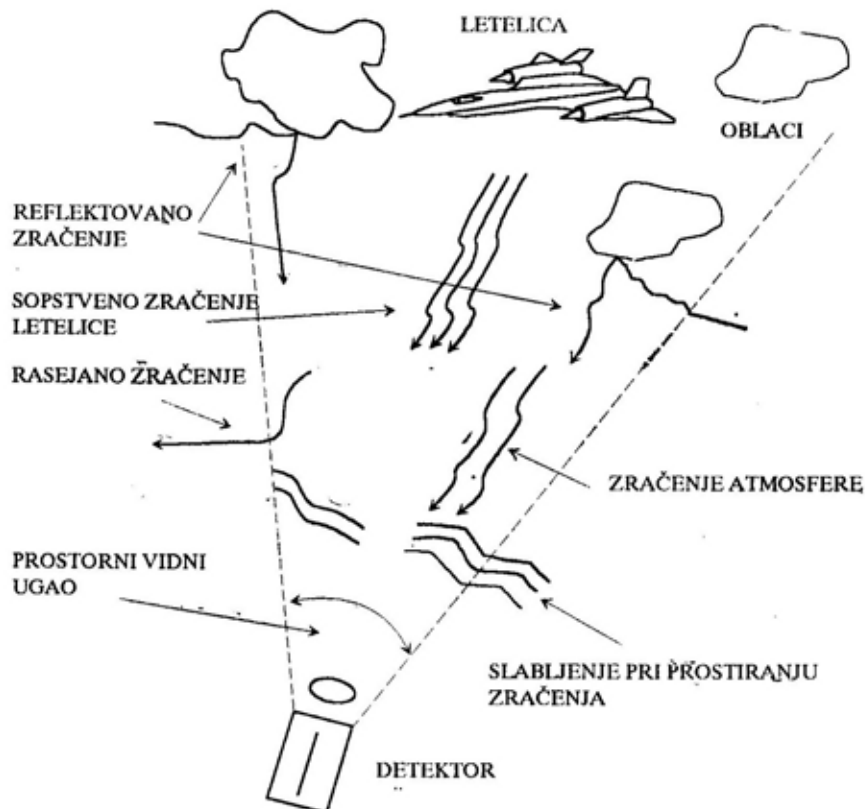 LETELICA
OBLACI
REFLEKTOVANO
ZRAČENJE
SOPSTVENO ZRAČENJE
LETELICE
RASEJANO ZRAČENJE
ZRAČENJE ATMOSFERE
PROSTORNI VIDNI
UGAO
SLABLJENJE PRI PROSTIRANJU
ZRAČENJA
DETEKTOR